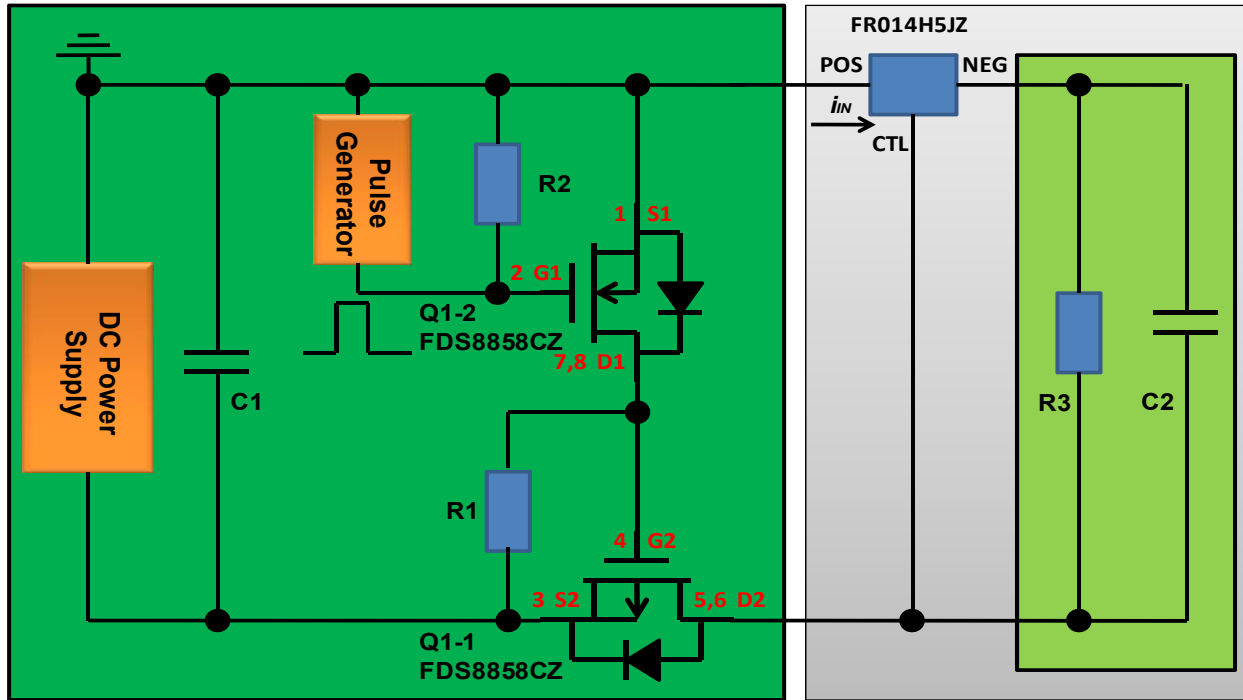 FR014H5JZ
POS
NEG
iIN
CTL
Pulse
Generator
R2
1 S1
2 G1
Q1-2
FDS8858CZ
7,8 D1
DC Power
Supply
C1
R3
C2
R1
4 G2
3 S2
5,6 D2
Q1-1
FDS8858CZ